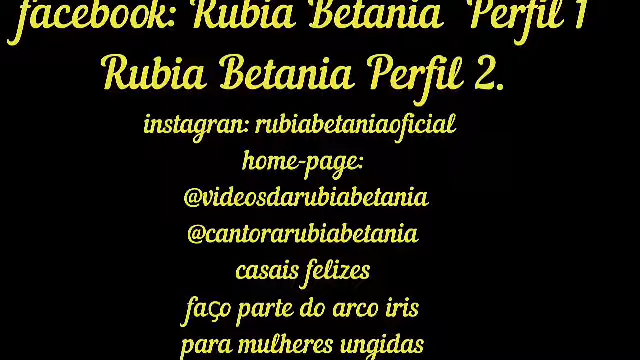 facebook: Rubia Betania Perfil 1
Rubia Betania Perfil 2.
instagran: rubiabetaniaoficial
home-page:
@videosdarubiabetania
@cantorarubiabetania
casais felizes
faço parte do arco iris
para mulheres ungidas